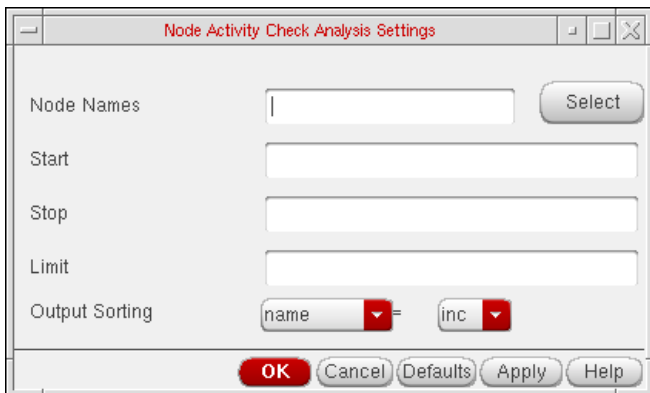 Node Activity Check Analysis Settings
Node Names Select
Start
Stop
Limit
Output Sorting name = inc
OK Cancel Defaults Apply Help